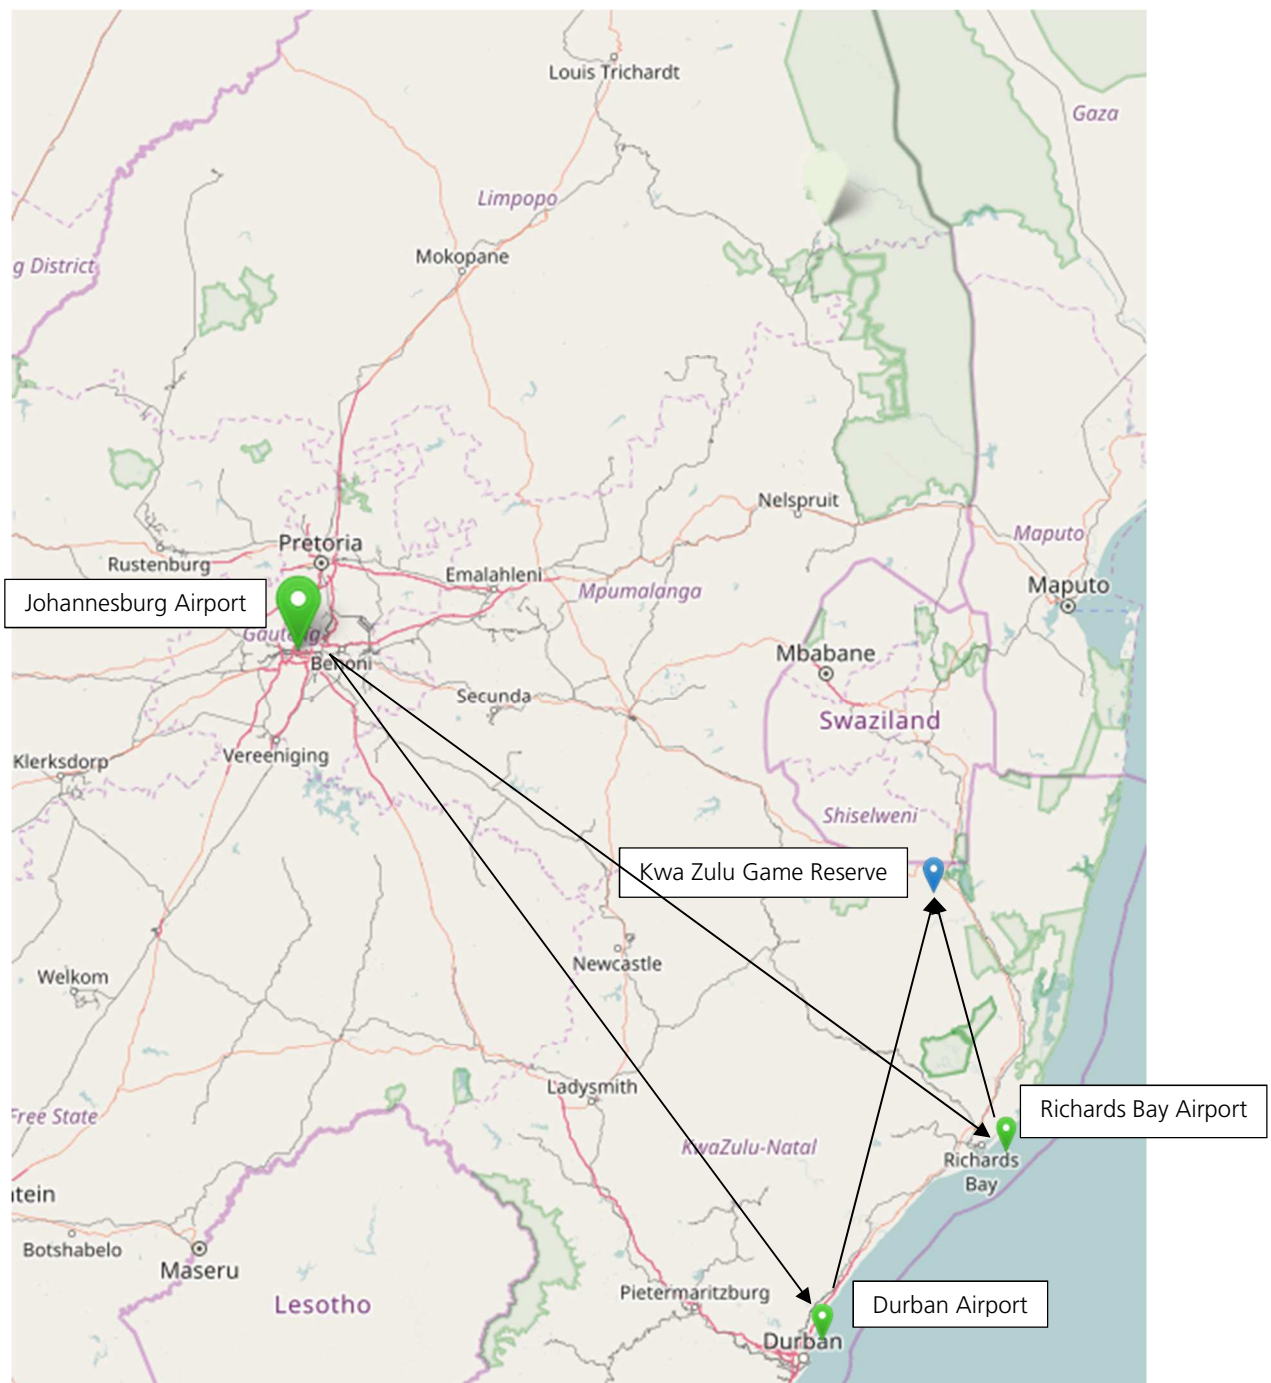 Louis Trichardt
Gaza
Limpopo
Mokopane
g District
Nelspruit
Maputo
Pretoria
Rustenburg
Emalahleni
Mpumalanga
Maputo
Johannesburg Airport
Gauteng
Benoni
Mbabane
Secunda
Swaziland
Vereeniging
Klerksdorp
Shiselweni
Kwa Zulu Game Reserve
Newcastle
Welkom
Ladysmith
Richards Bay Airport
Free State
KwaZulu-Natal
Richards
Bay
ntein
Botshabelo
Maseru
Pietermaritzburg
Lesotho
Durban Airport
Durban